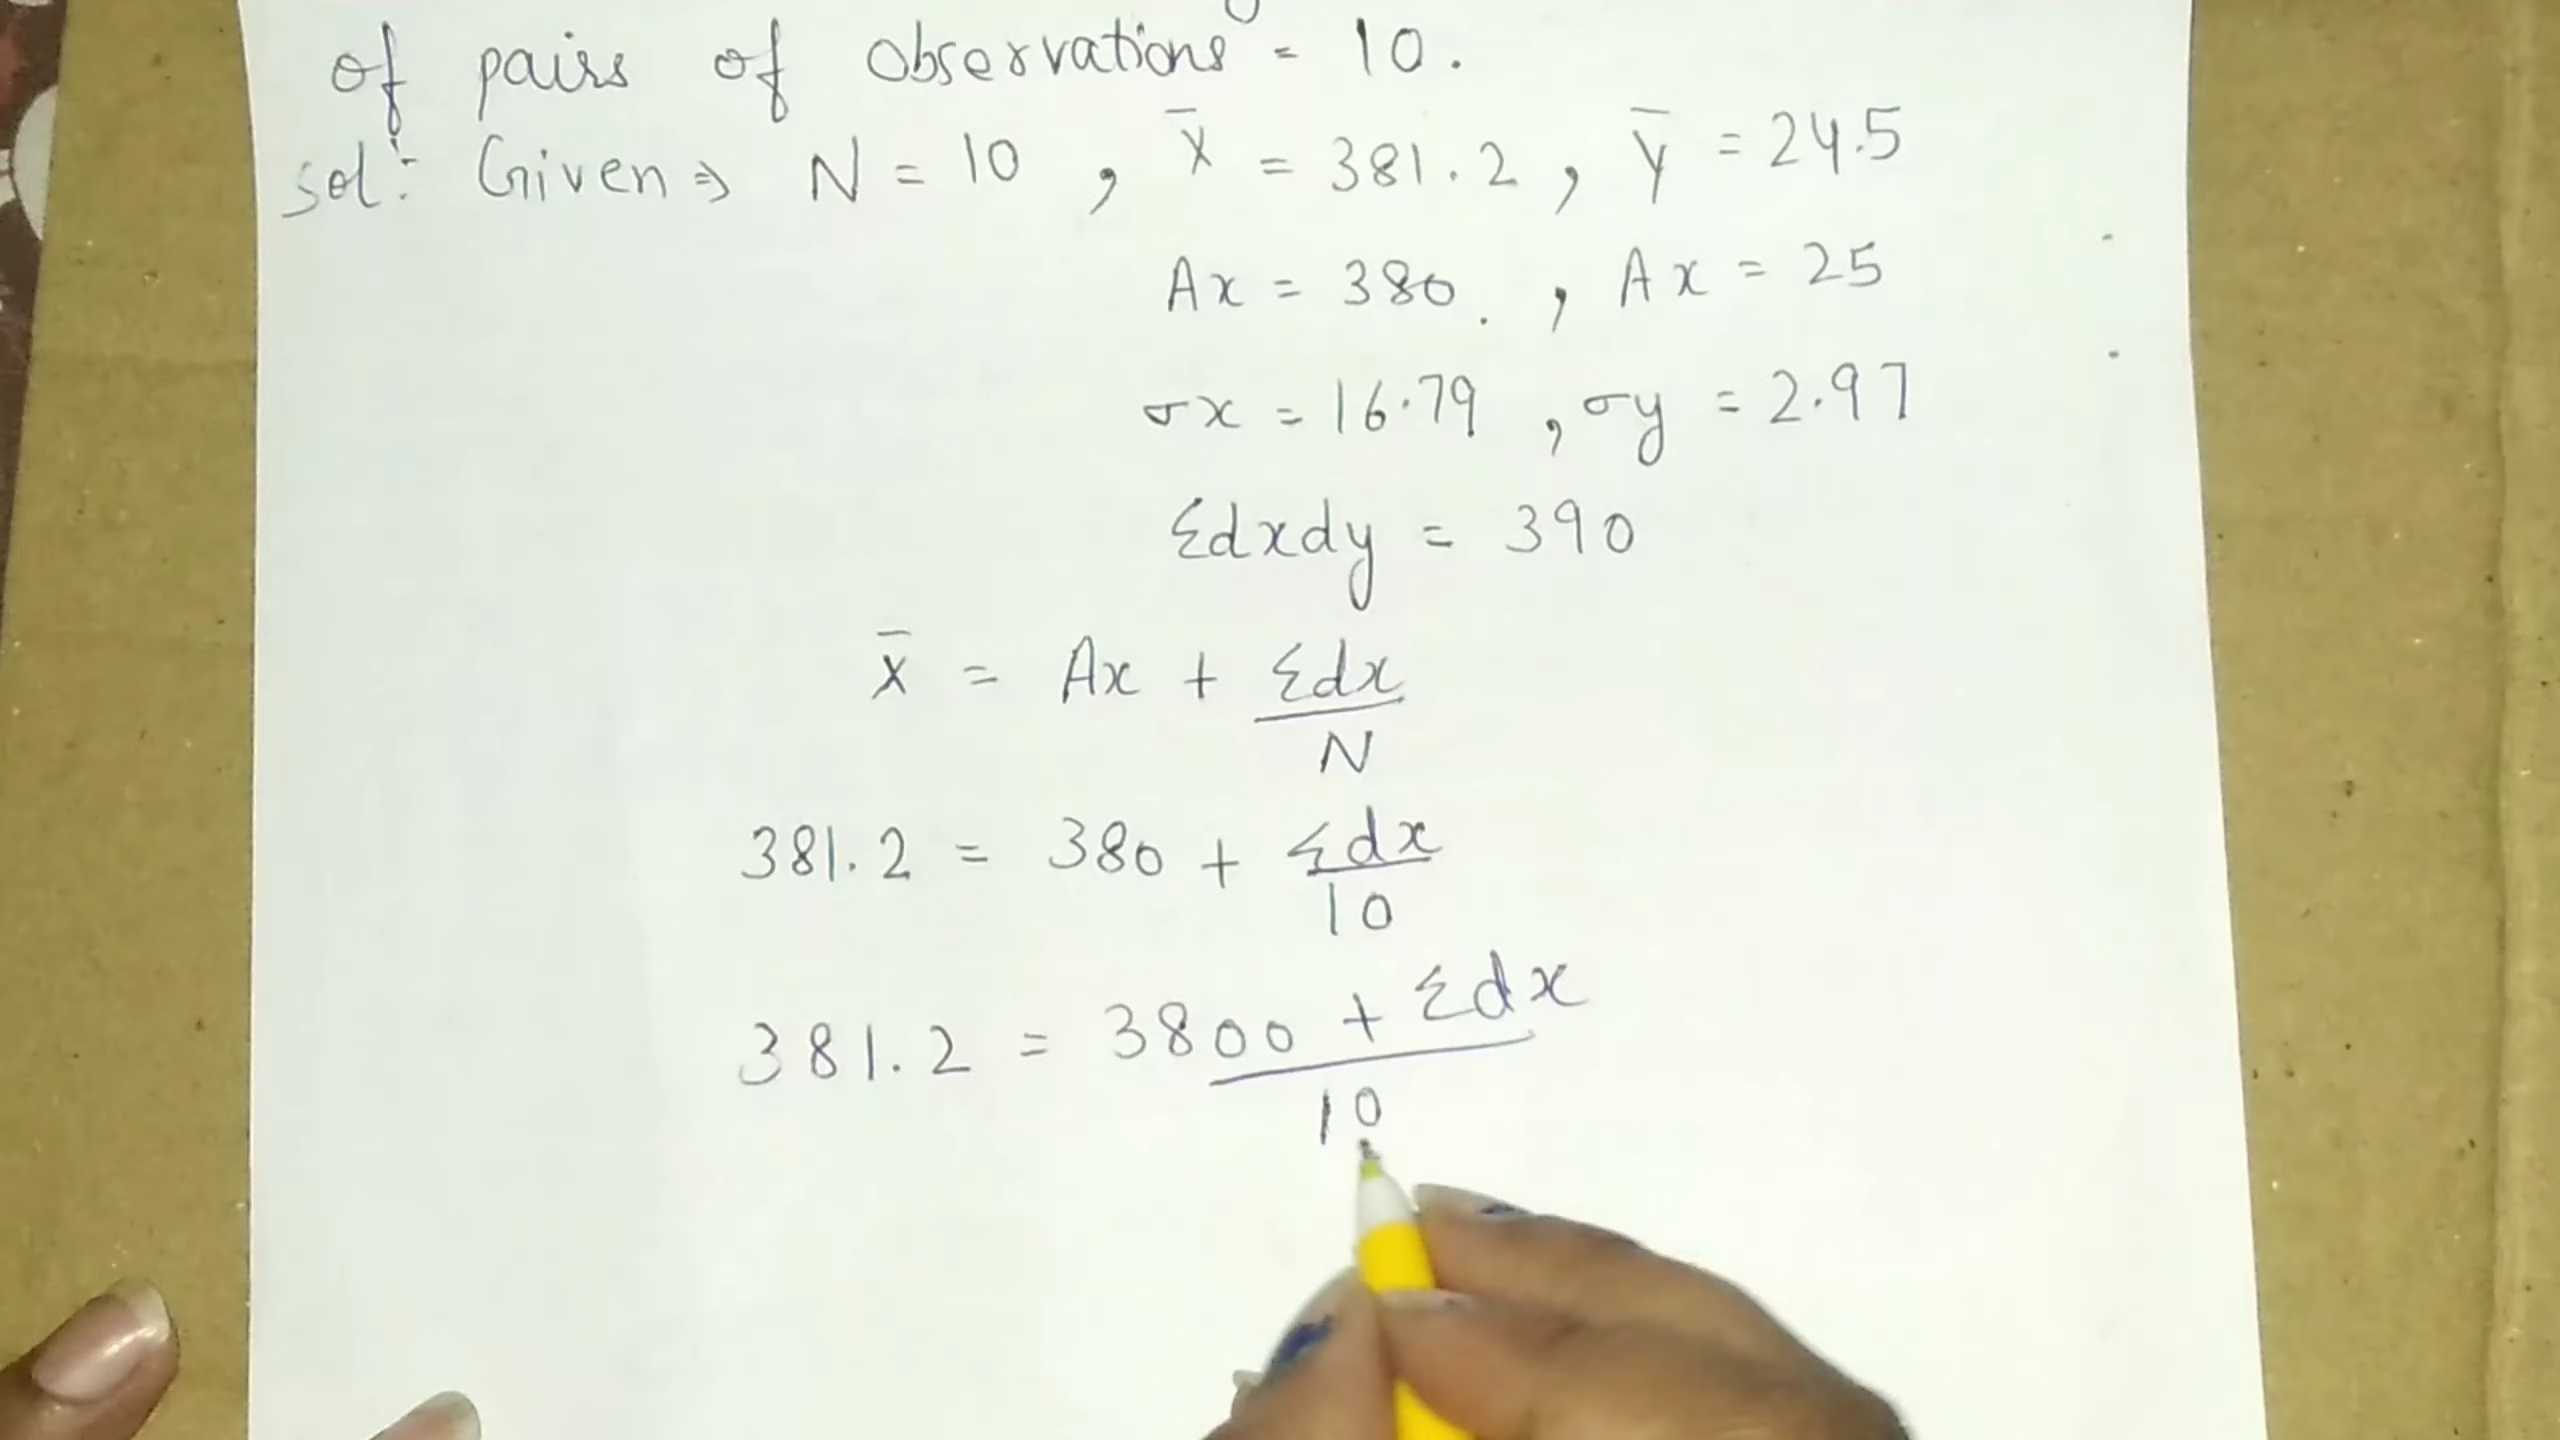 of pairs of observations = 10.
sol: Given ⇒ N = 10 , X̄ = 381.2 , Ȳ = 24.5
Ax = 380 , Ax = 25
σx = 16.79 , σy = 2.97
Σdxdy = 390
X̄ = Ax + Σdx
N
381.2 = 380 + Σdx
10
381.2 = 3800 + Σdx
10